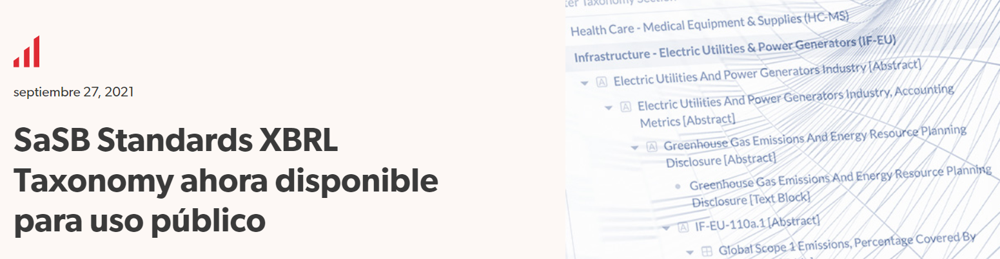 septiembre 27, 2021
SaSB Standards XBRL
Taxonomy ahora disponible
para uso público
Taxonomy
Health Care - Medical Equipment & Supplies (HC-MS)
Infrastructure - Electric Utilities & Power Generators (IF-EU)
Electric Utilities And Power Generators Industry [Abstract]
Electric Utilities And Power Generators Industry, Accounting
Metrics [Abstract]
Greenhouse Gas Emissions And Energy Resource Planning
Disclosure [Abstract]
Greenhouse Gas Emissions And Energy Resource Planning
Disclosure [Text Block]
IF-EU-110a.1 [Abstract]
Global Scope 1 Emissions, Percentage Covered By